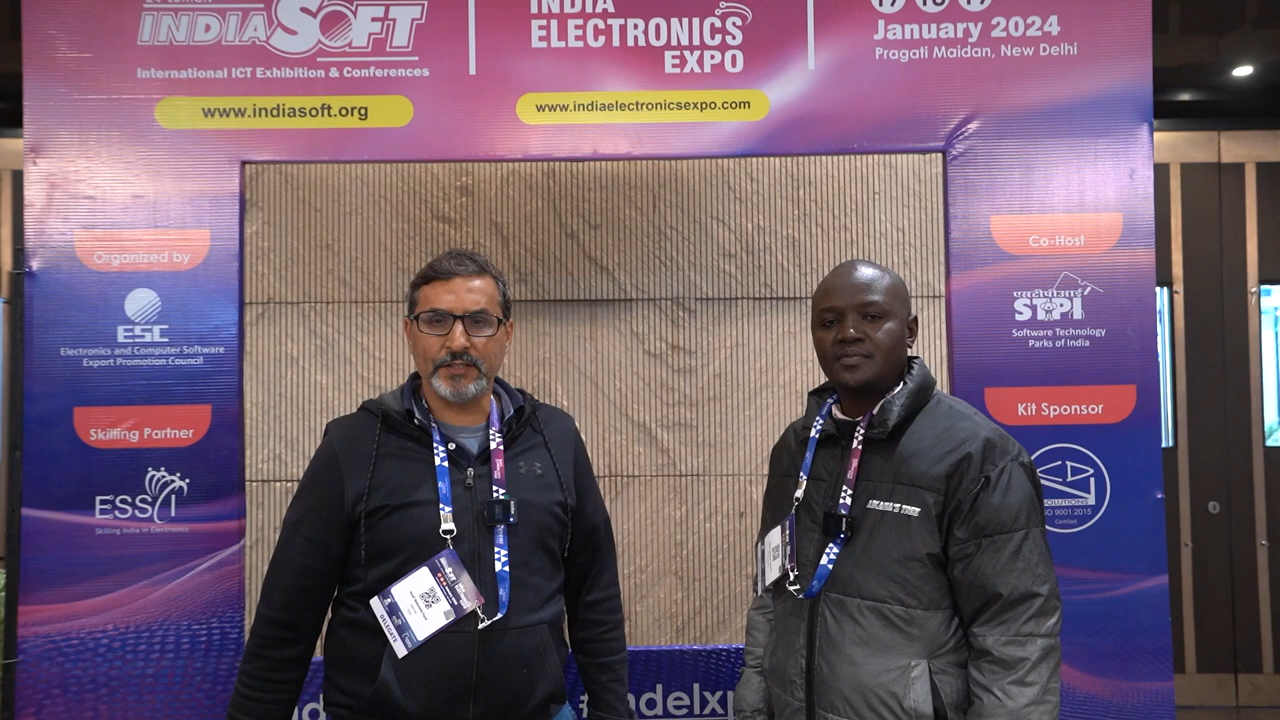 INDIASOFT
International ICT Exhibition & Conferences
www.indiasoft.org
INDIA
ELECTRONICS
EXPO
www.indiaelectronicsexpo.com
January 2024
Pragati Maidan, New Delhi
Organized by
ESC
Electronics and Computer Software
Export Promotion Council
Skilling Partner
ESSCI
Skilling India in Electronics
Co-Host
एसटीपीआई
STPI
Software Technology
Parks of India
Kit Sponsor
SOLUTIONS
ISO 9001:2015
Certified
DELEGATE